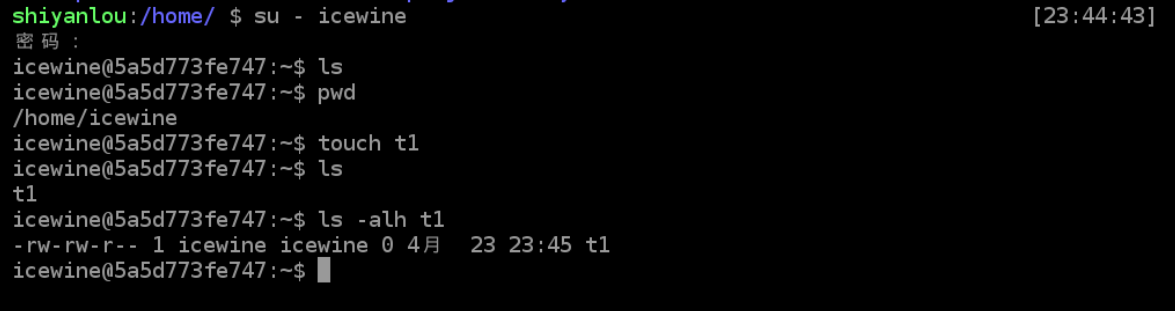 shiyanlou:/home/ $ su - icewine [23:44:43]
密码：
icewine@5a5d773fe747:~$ ls
icewine@5a5d773fe747:~$ pwd
/home/icewine
icewine@5a5d773fe747:~$ touch t1
icewine@5a5d773fe747:~$ ls
t1
icewine@5a5d773fe747:~$ ls -alh t1
-rw-rw-r-- 1 icewine icewine 0 4月  23 23:45 t1
icewine@5a5d773fe747:~$